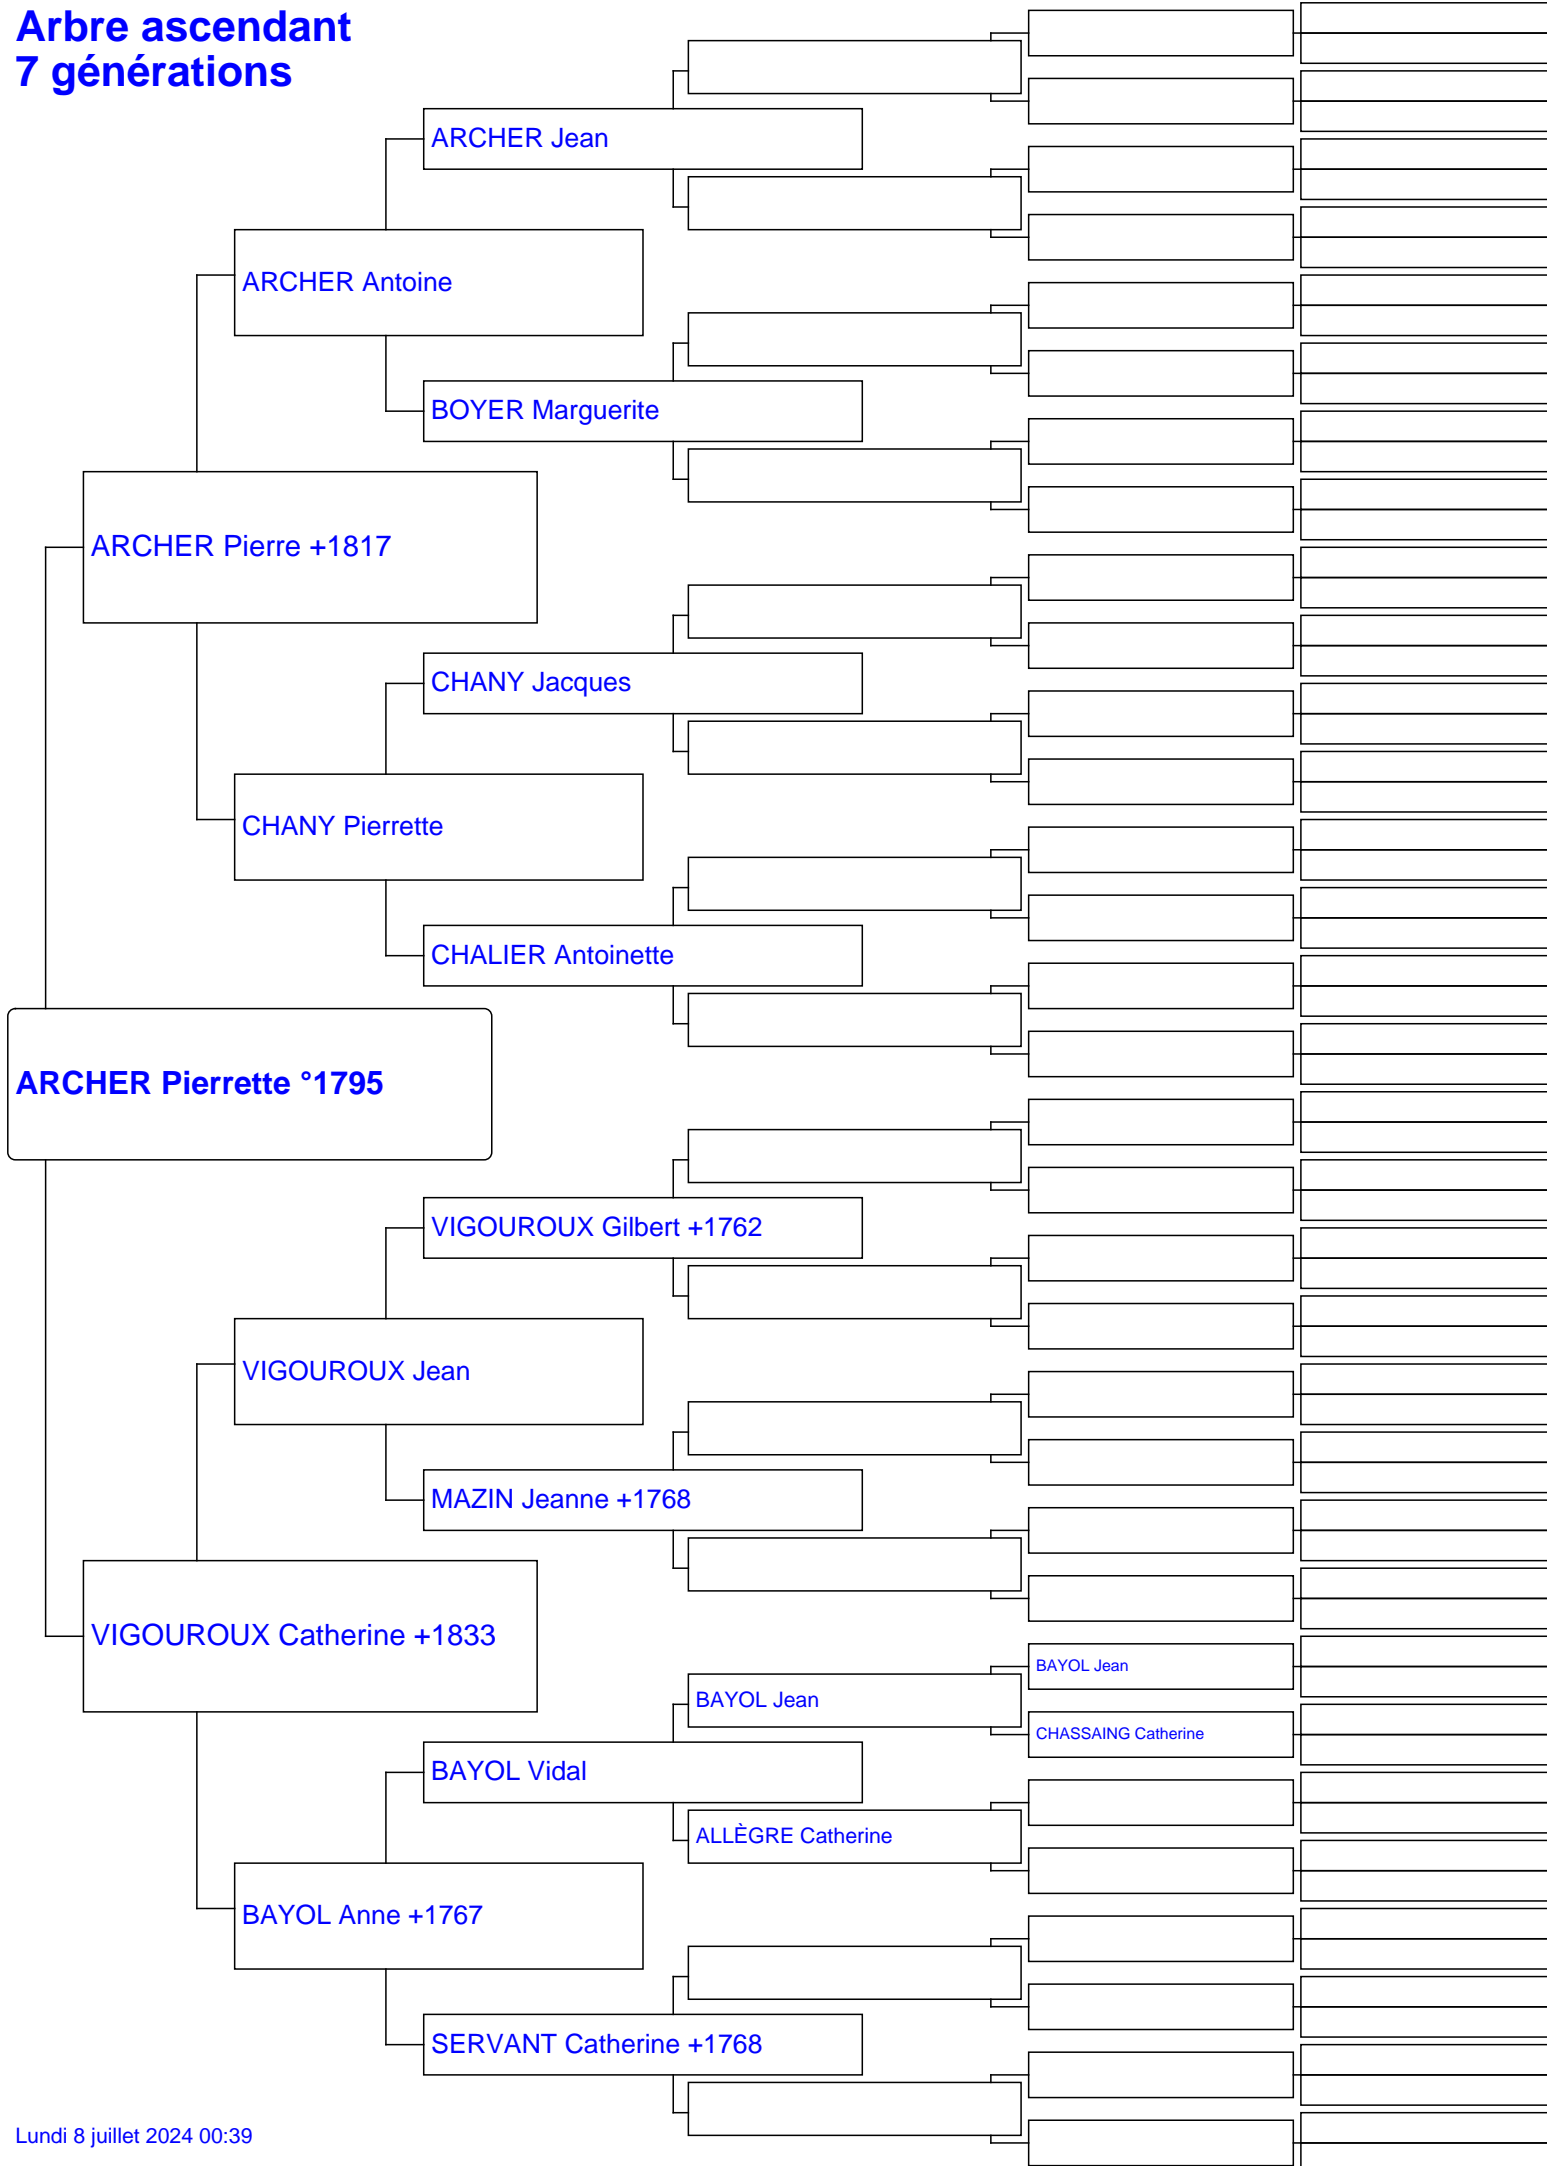 Arbre ascendant
7 générations
ARCHER Jean
ARCHER Antoine
BOYER Marguerite
ARCHER Pierre +1817
CHANY Jacques
CHANY Pierrette
CHALIER Antoinette
ARCHER Pierrette °1795
VIGOUROUX Gilbert +1762
VIGOUROUX Jean
MAZIN Jeanne +1768
VIGOUROUX Catherine +1833
BAYOL Jean
BAYOL Jean
CHASSAING Catherine
BAYOL Vidal
ALLÈGRE Catherine
BAYOL Anne +1767
SERVANT Catherine +1768
Lundi 8 juillet 2024 00:39